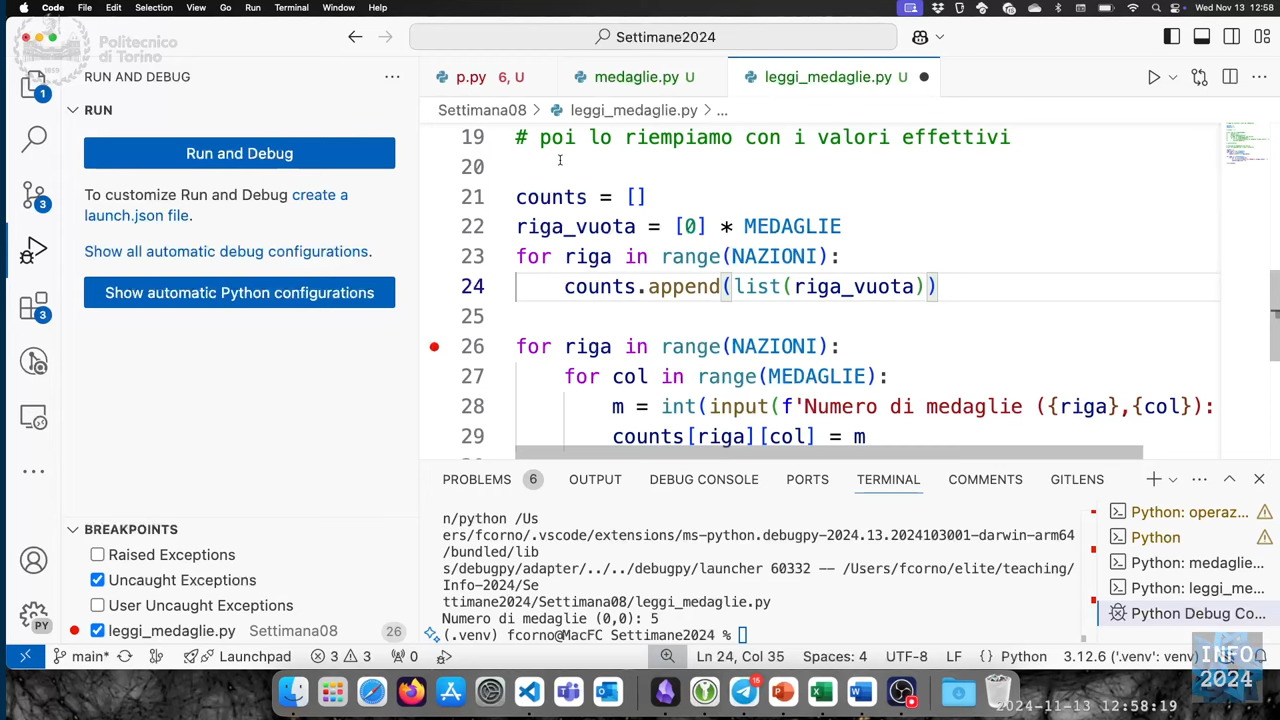 Code File Edit Selection View Go Run Terminal Window Help Wed Nov 13 12:58
Politecnico
di Torino
Settimane2024
RUN AND DEBUG
p.py 6, U
medaglie.py U
leggi_medaglie.py U
RUN
Settimana08 > leggi_medaglie.py > ...
Run and Debug
To customize Run and Debug create a
launch.json file.
Show all automatic debug configurations.
Show automatic Python configurations
19 # poi lo riempiamo con i valori effettivi
20
21 counts = []
22 riga_vuota = [0] * MEDAGLIE
23 for riga in range(NAZIONI):
24 counts.append(list(riga_vuota))
25
26 for riga in range(NAZIONI):
27 for col in range(MEDAGLIE):
28 m = int(input(f'Numero di medaglie ({riga},{col}):
29 counts[riga][col] = m
1
3
3
PY
BREAKPOINTS
Raised Exceptions
Uncaught Exceptions
User Uncaught Exceptions
leggi_medaglie.py Settimana08 26
PROBLEMS 6 OUTPUT DEBUG CONSOLE PORTS TERMINAL COMMENTS GITLENS
n/python /Us
ers/fcorno/.vscode/extensions/ms-python.debugpy-2024.13.2024103001-darwin-arm64
/bundled/lib
s/debugpy/adapter/../../debugpy/launcher 60332 -- /Users/fcorno/elite/teaching/
Info-2024/Se
ttimane2024/Settimana08/leggi_medaglie.py
Numero di medaglie (0,0): 5
(.venv) fcorno@MacFC Settimane2024 %
Python: operaz...
Python
Python: medaglie...
Python: leggi_me...
Python Debug Co...
main* Launchpad 3 3 0 Ln 24, Col 35 Spaces: 4 UTF-8 LF Python 3.12.6 ('.venv': venv)
INFO
2024
15
2024-11-13 12:58:19